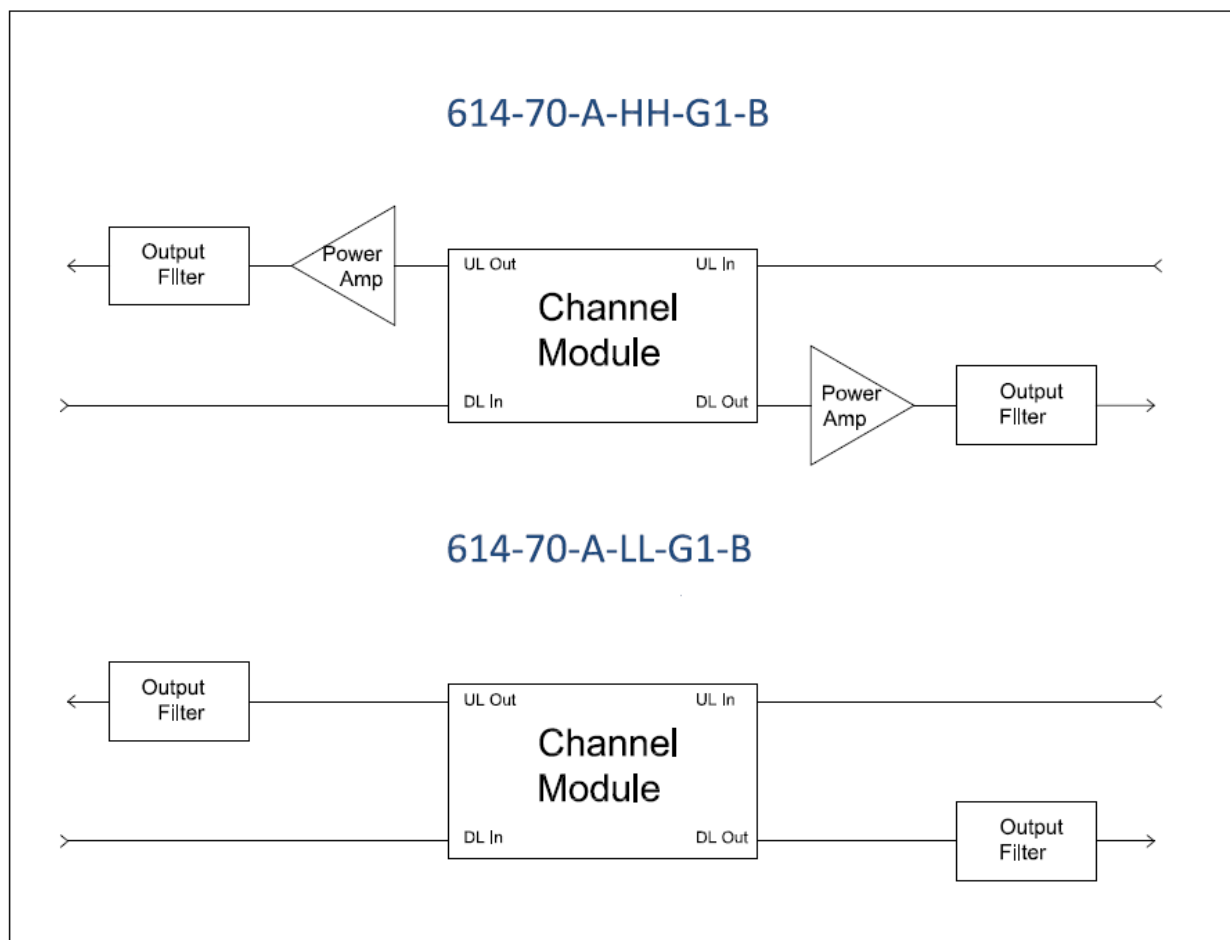 614-70-A-HH-G1-B
Output
Filter
Power
Amp
UL Out
UL In
Channel
Module
DL In
DL Out
Power
Amp
Output
Filter
614-70-A-LL-G1-B
Output
Filter
UL Out
UL In
Channel
Module
DL In
DL Out
Output
Filter